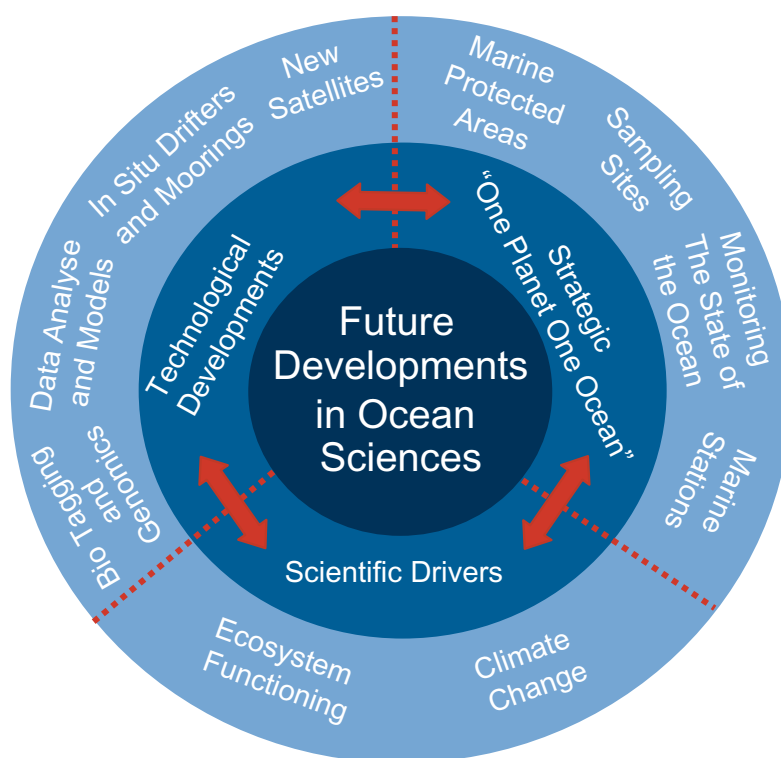 Future
Developments
in Ocean
Sciences
Technological
Developments
Strategic
“One Planet One Ocean”
Scientific Drivers
New
Satellites
In Situ Drifters
and Moorings
Data Analyse
and Models
Bio Tagging
and
Genomics
Marine
Protected
Areas
Sampling
Sites
Monitoring
The State of
the Ocean
Marine
Stations
Ecosystem
Functioning
Climate
Change